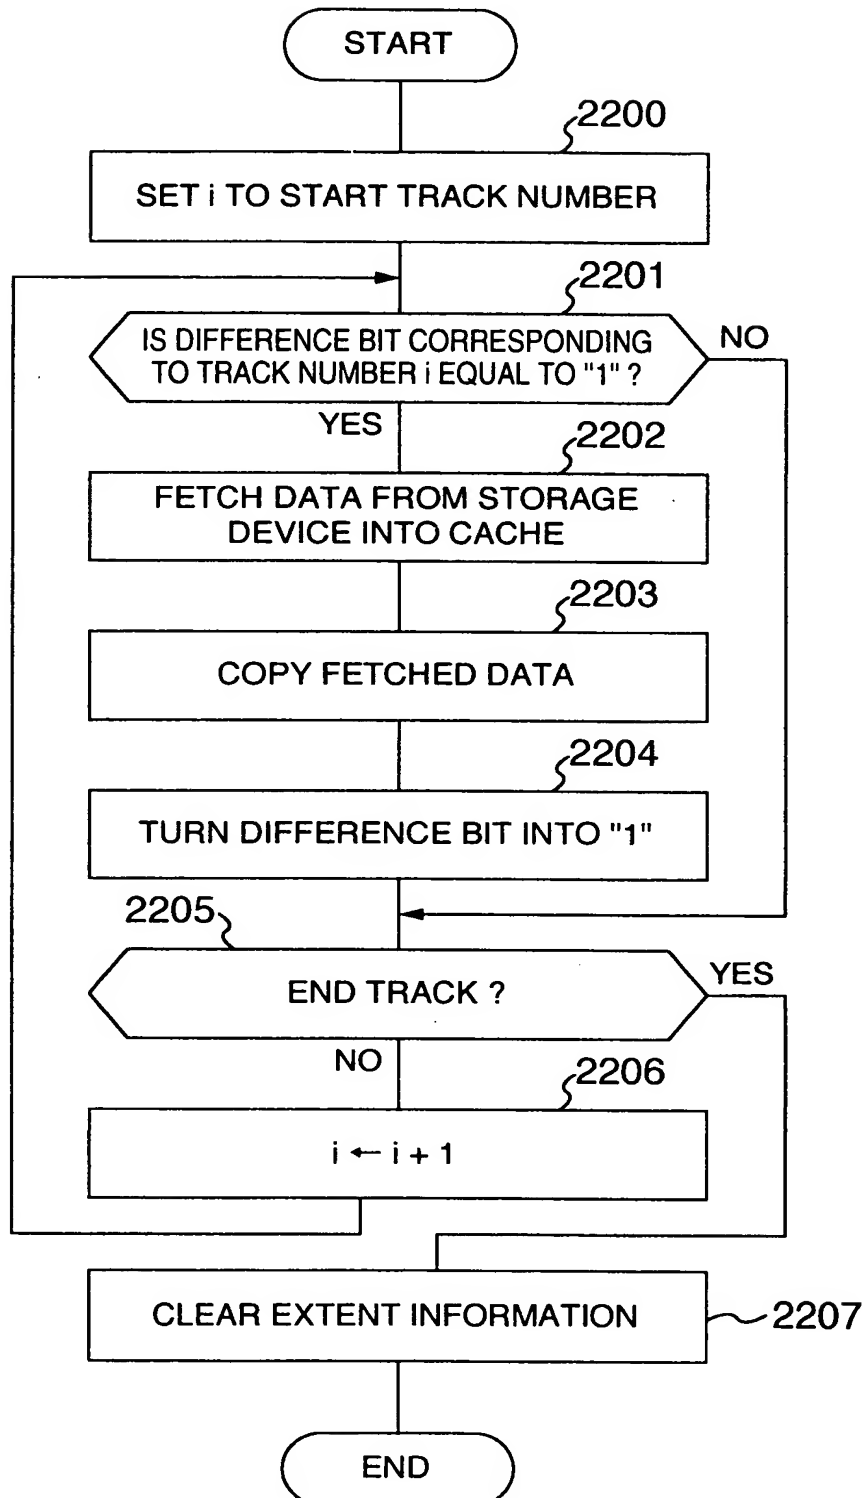 START
2200
SET i TO START TRACK NUMBER
2201
IS DIFFERENCE BIT CORRESPONDING
TO TRACK NUMBER i EQUAL TO "1" ?
NO
YES
2202
FETCH DATA FROM STORAGE
DEVICE INTO CACHE
2203
COPY FETCHED DATA
2204
TURN DIFFERENCE BIT INTO "1"
2205
END TRACK ?
YES
NO
2206
i ← i + 1
CLEAR EXTENT INFORMATION
2207
END